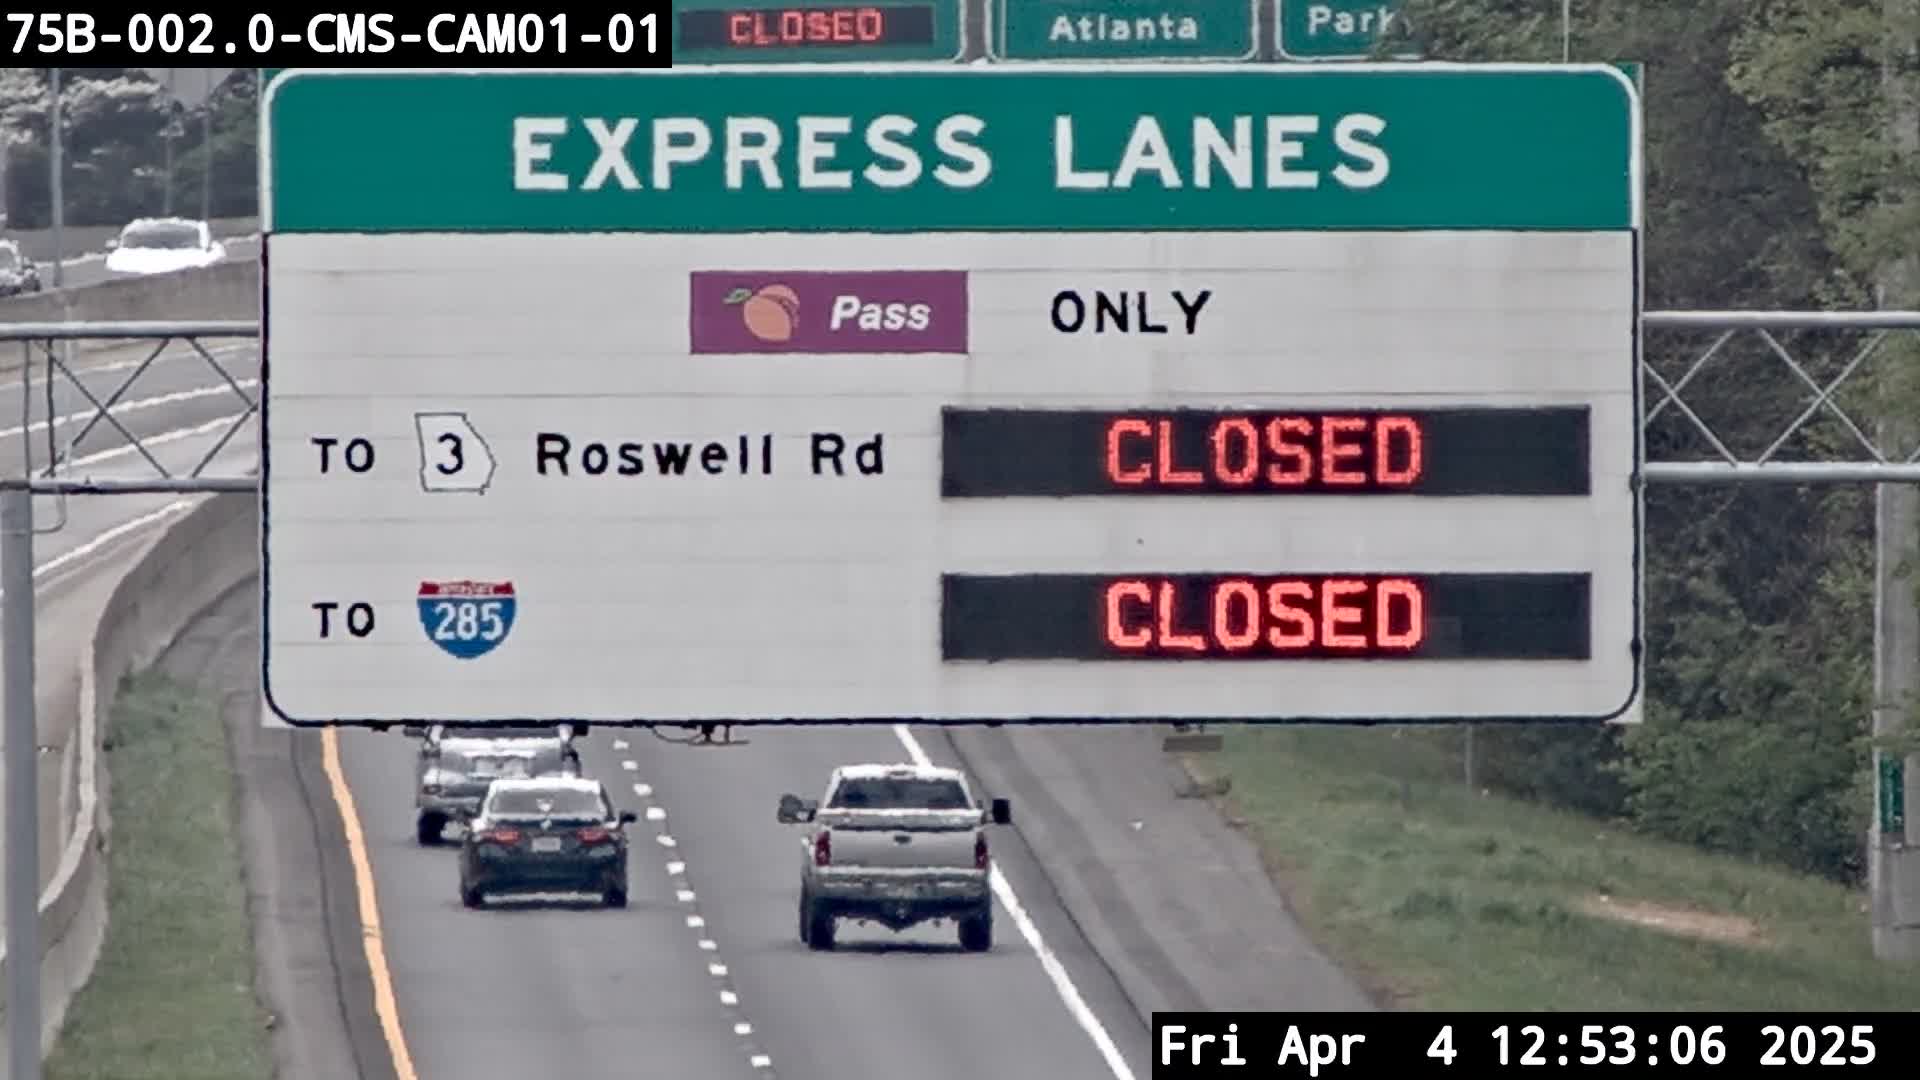 75B-002.0-CMS-CAM01-01
CLOSED
Atlanta
Park
EXPRESS LANES
Pass ONLY
TO 3 Roswell Rd CLOSED
TO INTERSTATE 285 CLOSED
Fri Apr 4 12:53:06 2025